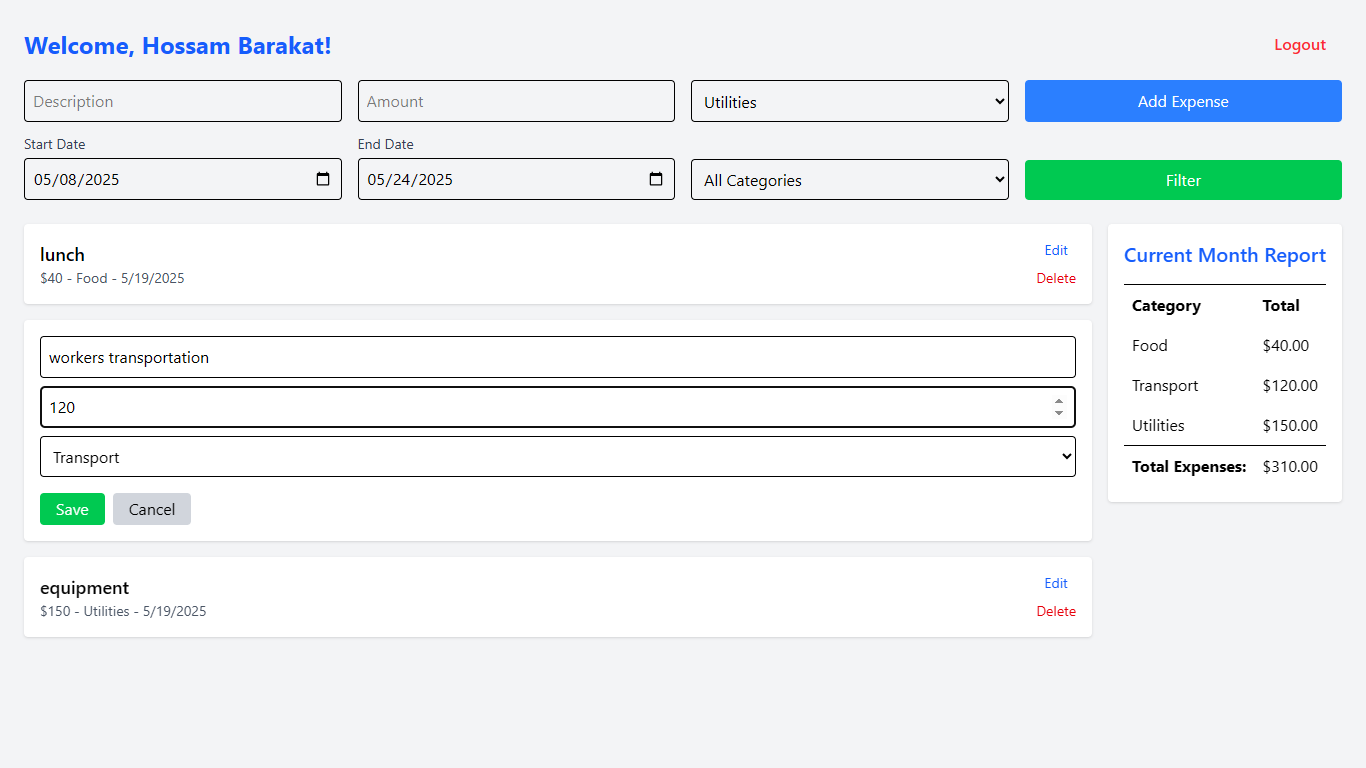 Welcome, Hossam Barakat!
Logout
Description
Amount
Utilities
Add Expense
Start Date
End Date
05/08/2025
05/24/2025
All Categories
Filter
lunch
Edit
$40 - Food - 5/19/2025
Delete
workers transportation
120
Transport
Save
Cancel
equipment
Edit
$150 - Utilities - 5/19/2025
Delete
Current Month Report
Category Total
Food $40.00
Transport $120.00
Utilities $150.00
Total Expenses: $310.00